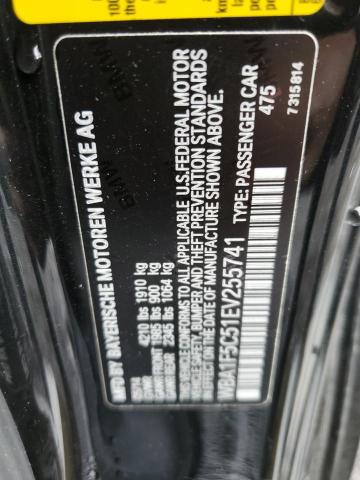 MFD BY BAYERISCHE MOTOREN WERKE AG
GVWR 4210 lbs 1910 kg
GAWR FRONT 1985 lbs 900 kg
GAWR REAR 2345 lbs 1064 kg
THIS VEHICLE CONFORMS TO ALL APPLICABLE U.S. FEDERAL MOTOR
VEHICLE SAFETY, BUMPER AND THEFT PREVENTION STANDARDS
IN EFFECT ON THE DATE OF MANUFACTURE SHOWN ABOVE.
WBA1F5C51EV255741 TYPE: PASSENGER CAR
475
7 315 814